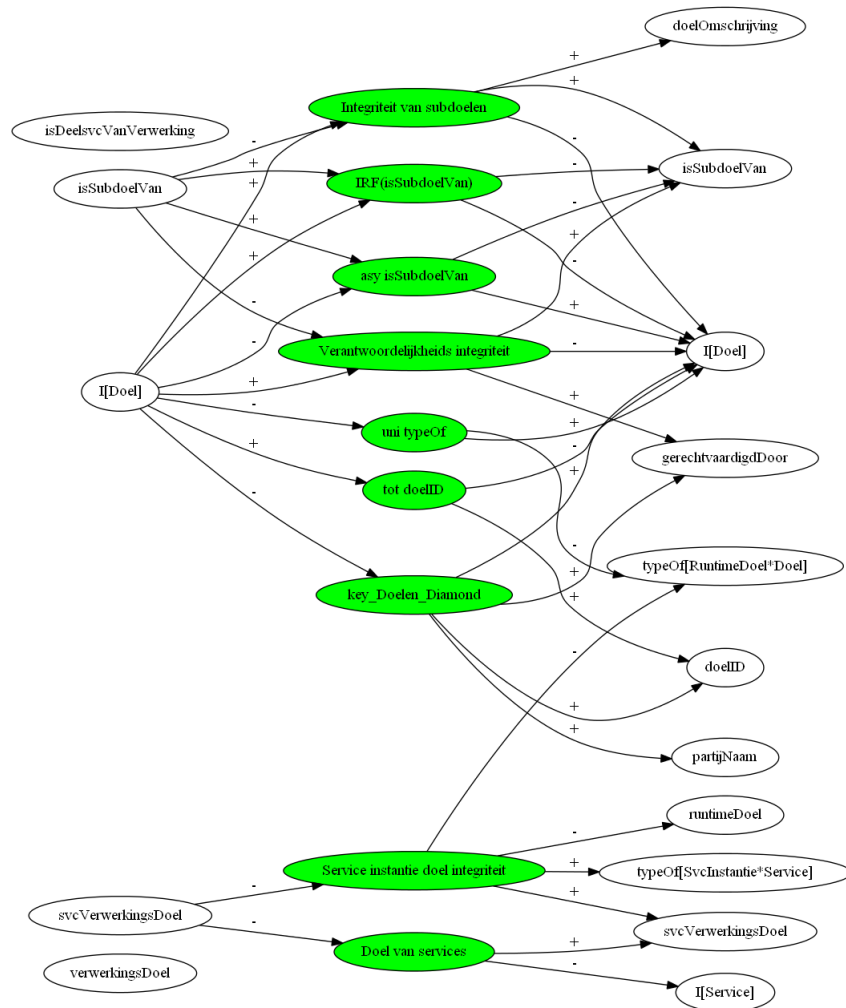 doelOmschrijving
+
+
Integriteit van subdoelen
isDeelsvcVanVerwerking
-
-
isSubdoelVan
+
-
isSubdoelVan
IRF(isSubdoelVan)
+
+
-
+
-
asy isSubdoelVan
-
+
-
Verantwoordelijkheids integriteit
-
I[Doel]
I[Doel]
+
-
+
+
uni typeOf
-
gerechtvaardigdDoor
+
+
tot doelID
-
-
typeOf[RuntimeDoel*Doel]
+
key_Doelen_Diamond
-
doelID
+
+
partijNaam
runtimeDoel
-
Service instantie doel integriteit
+
typeOf[SvcInstantie*Service]
-
+
svcVerwerkingsDoel
-
svcVerwerkingsDoel
+
Doel van services
-
verwerkingsDoel
I[Service]